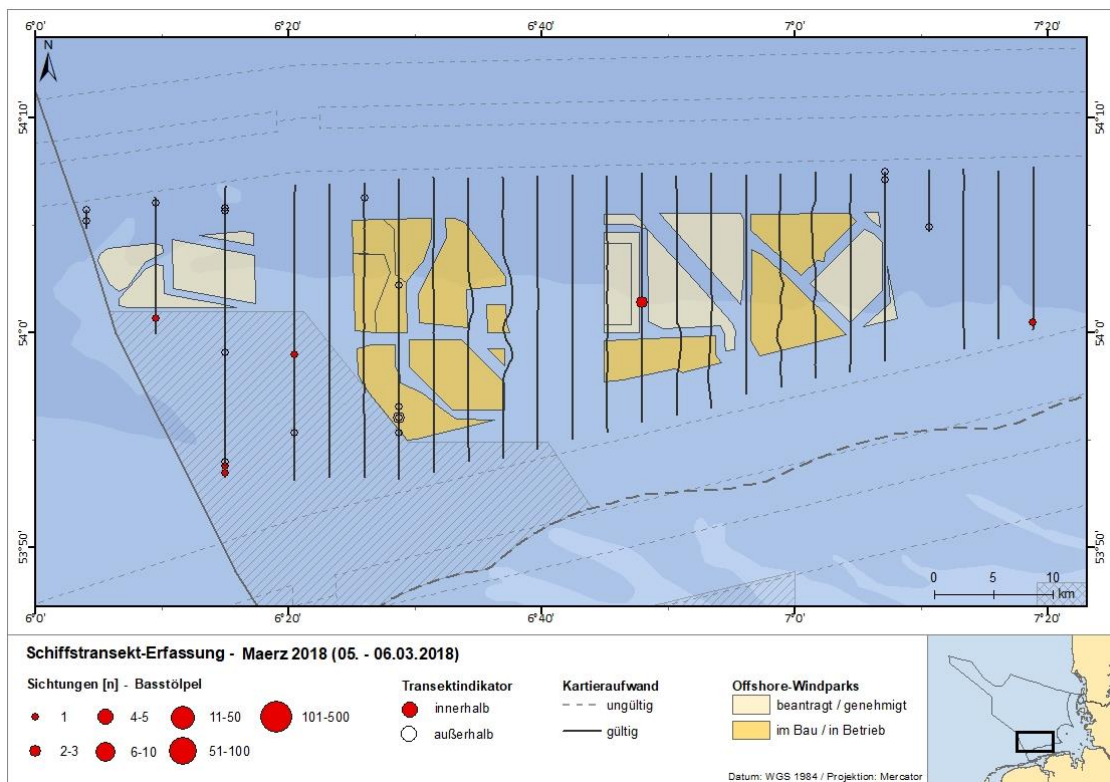 6°0' 6°20' 6°40' 7°0' 7°20'
N
54°10' 54°10'
54°0' 54°0'
53°50' 53°50'
0 5 10
km
6°0' 6°20' 6°40' 7°0' 7°20'
Schiffstransekt-Erfassung - Maerz 2018 (05. - 06.03.2018)
Sichtungen [n] - Basstölpel
1 4-5 11-50 101-500
2-3 6-10 51-100
Transektindikator
innerhalb
außerhalb
Kartieraufwand
ungültig
gültig
Offshore-Windparks
beantragt / genehmigt
im Bau / in Betrieb
Datum: WGS 1984 / Projektion: Mercator